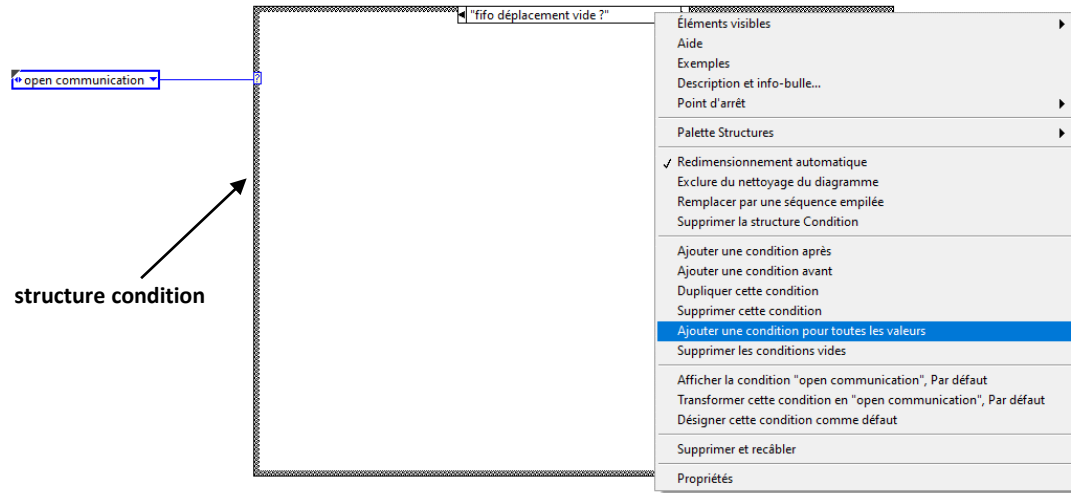 "fifo déplacement vide ?"
open communication
?
structure condition
Éléments visibles
Aide
Exemples
Description et info-bulle...
Point d'arrêt
Palette Structures
Redimensionnement automatique
Exclure du nettoyage du diagramme
Remplacer par une séquence empilée
Supprimer la structure Condition
Ajouter une condition après
Ajouter une condition avant
Dupliquer cette condition
Supprimer cette condition
Ajouter une condition pour toutes les valeurs
Supprimer les conditions vides
Afficher la condition "open communication", Par défaut
Transformer cette condition en "open communication", Par défaut
Désigner cette condition comme défaut
Supprimer et recâbler
Propriétés